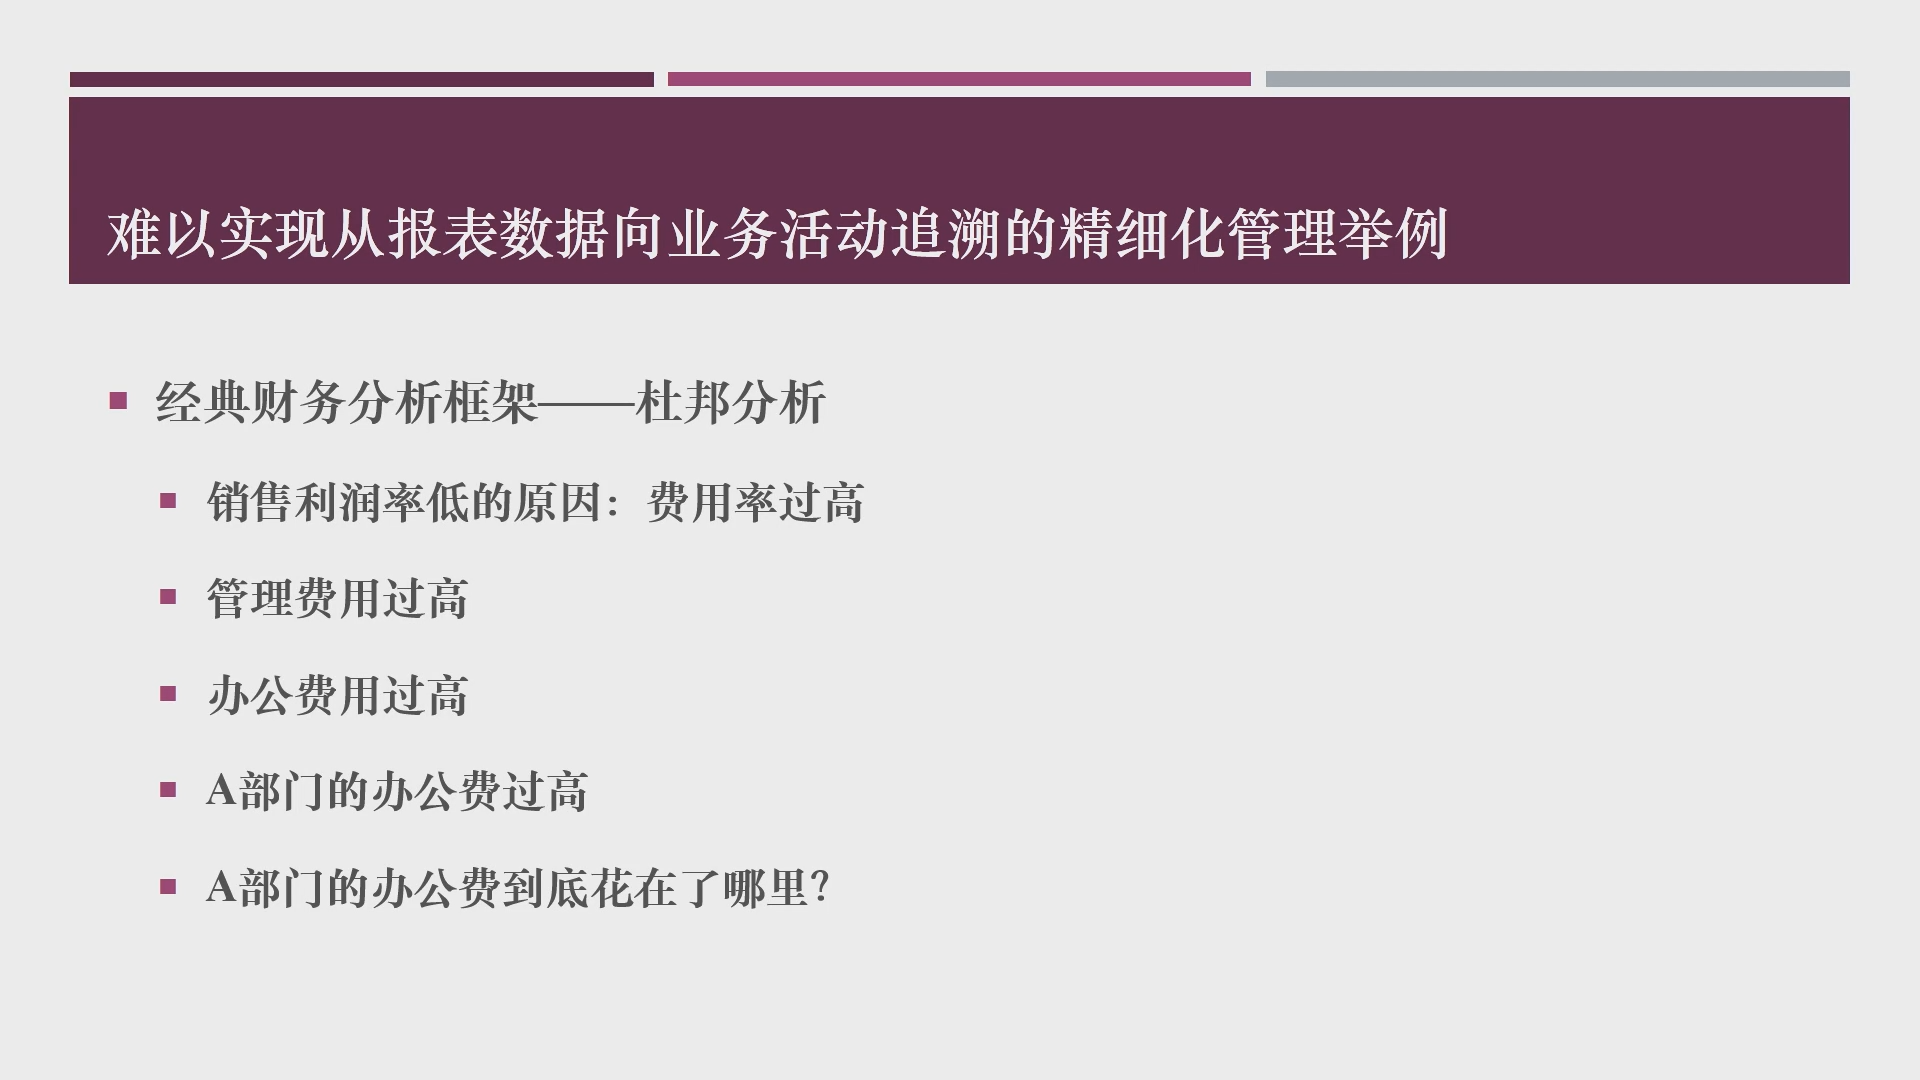 难以实现从报表数据向业务活动追溯的精细化管理举例
经典财务分析框架——杜邦分析
销售利润率低的原因：费用率过高
管理费用过高
办公费用过高
A部门的办公费过高
A部门的办公费到底花在了哪里？